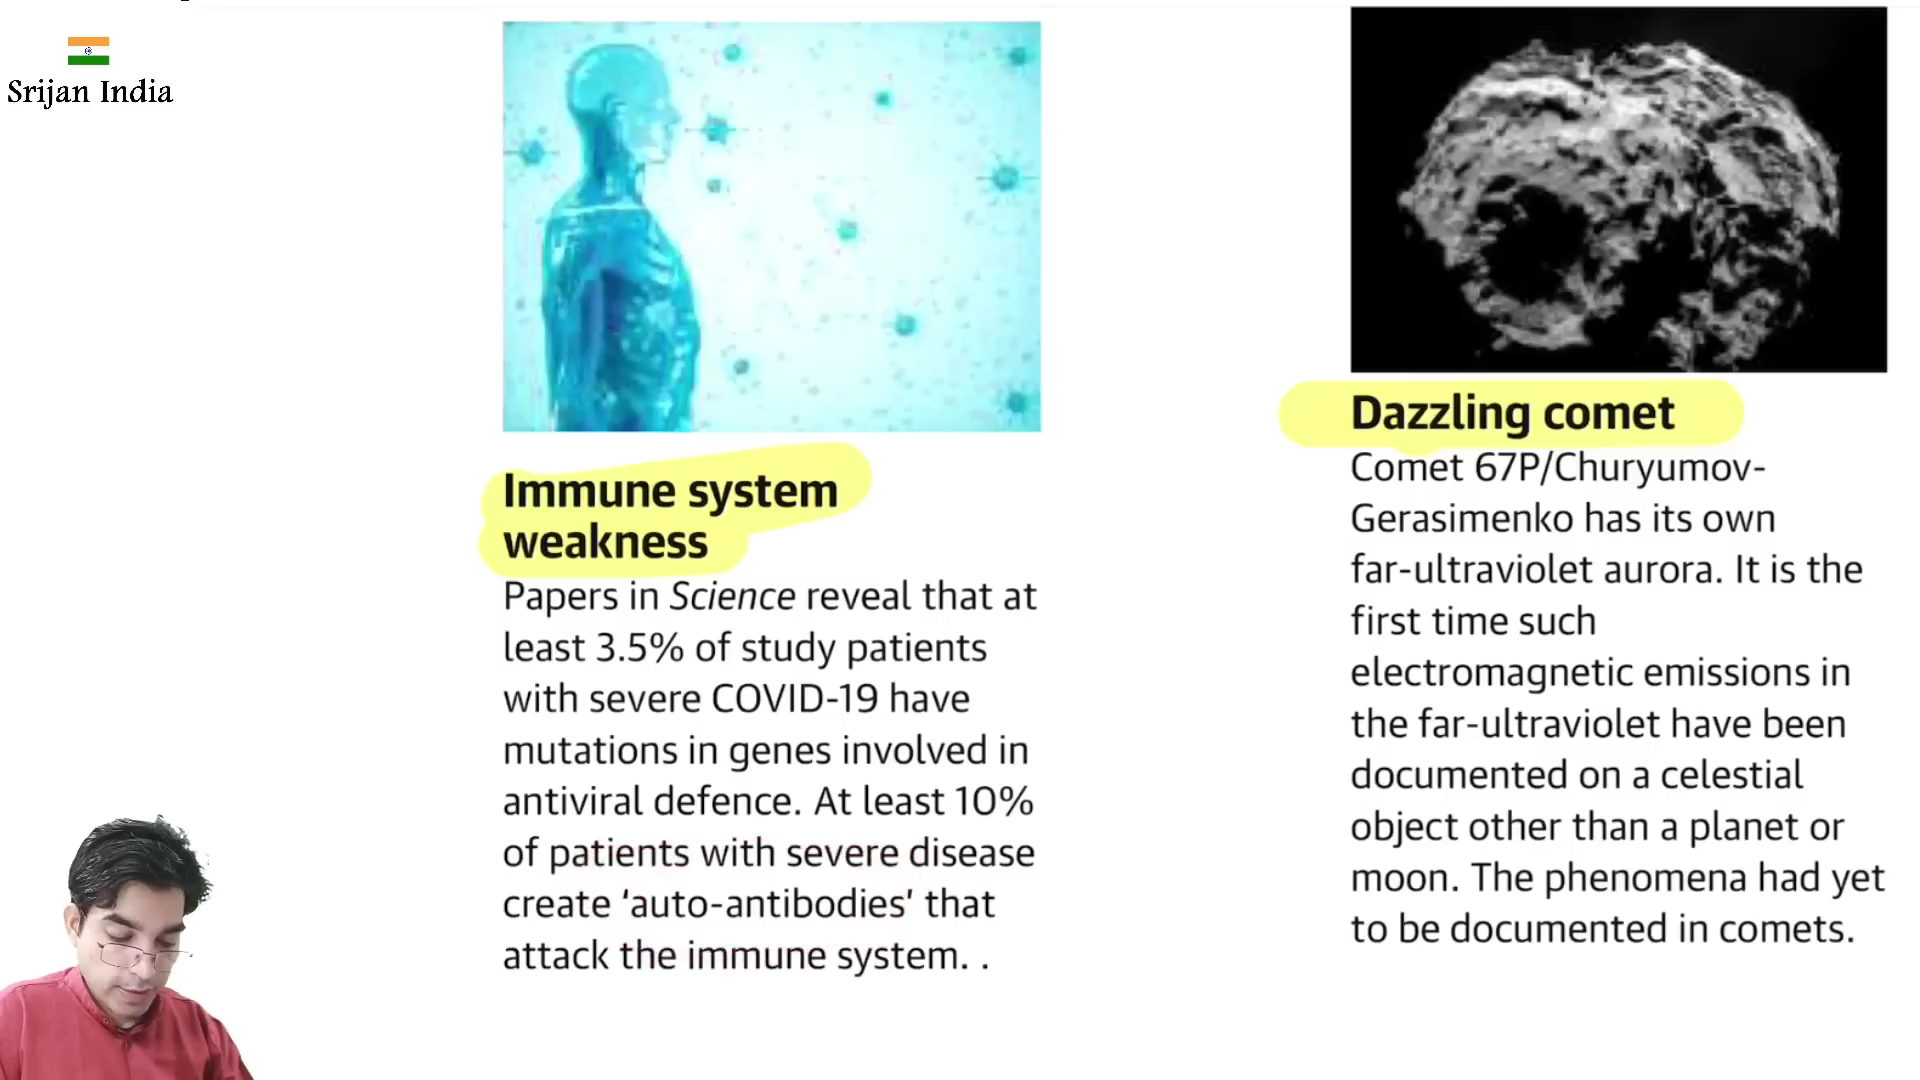 Srijan India
Immune system
weakness
Papers in Science reveal that at
least 3.5% of study patients
with severe COVID-19 have
mutations in genes involved in
antiviral defence. At least 10%
of patients with severe disease
create ‘auto-antibodies’ that
attack the immune system. .
Dazzling comet
Comet 67P/Churyumov-
Gerasimenko has its own
far-ultraviolet aurora. It is the
first time such
electromagnetic emissions in
the far-ultraviolet have been
documented on a celestial
object other than a planet or
moon. The phenomena had yet
to be documented in comets.